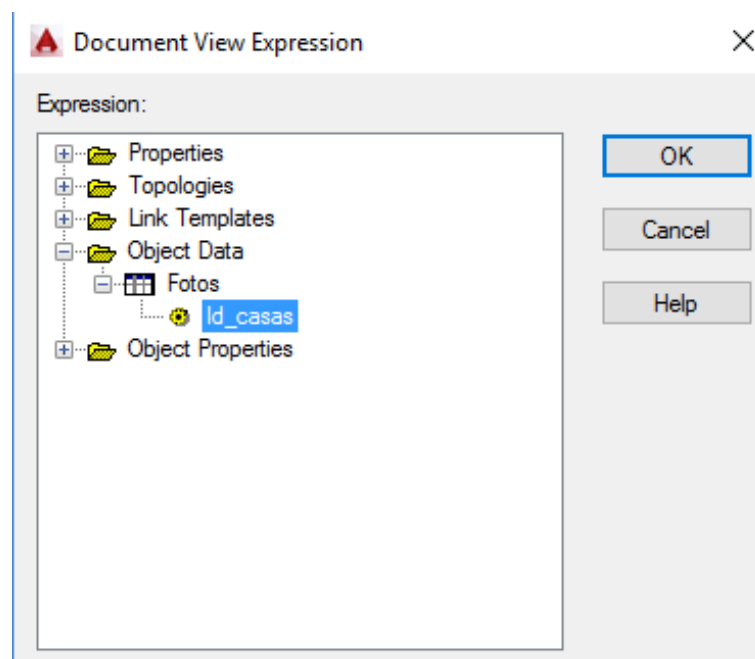 Document View Expression
Expression:
Properties
Topologies
Link Templates
Object Data
Fotos
Id_casas
Object Properties
OK
Cancel
Help